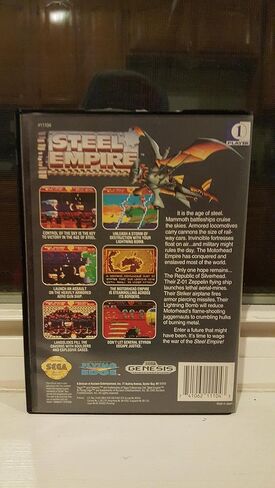 #11104
1
PLAYER
STEEL
EMPIRE
CONTROL OF THE SKY IS THE KEY
TO VICTORY IN THE AGE OF STEEL.
UNLEASH A STORM OF
DESTRUCTION WITH YOUR
LIGHTNING BOMB
LAUNCH AN ASSAULT
ON THE HEAVILY ARMORED
AERO GUN SHIP.
THE MOTORHEAD EMPIRE
IS STRANGLING ACROSS
ITS BORDERS.
LANDSLIDES FILL THE
CAVERNS WITH BOULDERS
AND EXPLOSIVE GASES
DON'T LET GENERAL STYRON
ESCAPE JUSTICE.
It is the age of steel.
Mammoth battleships cruise
the skies. Armored locomotives
carry cannons the size of rail-
way cars. Invincible fortresses
float on air...and military might
rules the day. The Motorhead
Empire has conquered and
enslaved most of the world.
Only one hope remains...
The Republic of Silverhead.
Their Z-01 Zeppelin flying ship
launches lethal aerial-mines.
Their Striker airplane fires
armor piercing missiles. Their
Lightning Bomb will reduce
Motorhead's flame-shooting
juggernauts to crumbling hulks
of burning metal.
Enter a future that might
have been. It's time to wage
the war of the Steel Empire!
SEGA
FLYING
EDGE
SEGA
GENESIS
41062 11104